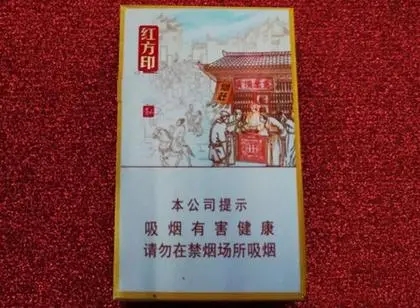 红方印
本公司提示
吸烟有害健康
请勿在禁烟场所吸烟